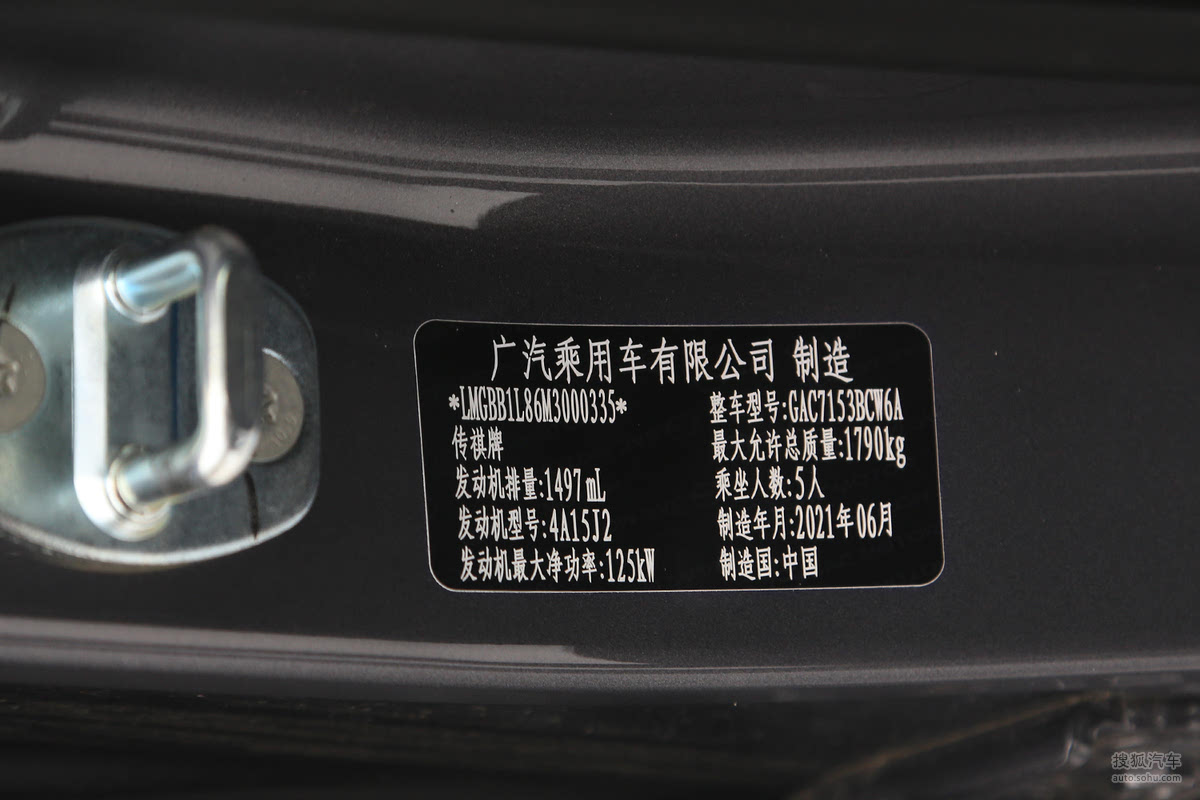 广汽乘用车有限公司 制造
*LMGBB1L86M3000335*
整车型号:GAC7153BCW6A
传祺牌
最大允许总质量:1790kg
发动机排量:1497mL
乘坐人数:5人
发动机型号:4A15J2
制造年月:2021年06月
发动机最大净功率:125kW
制造国:中国
搜狐汽车
auto.sohu.com